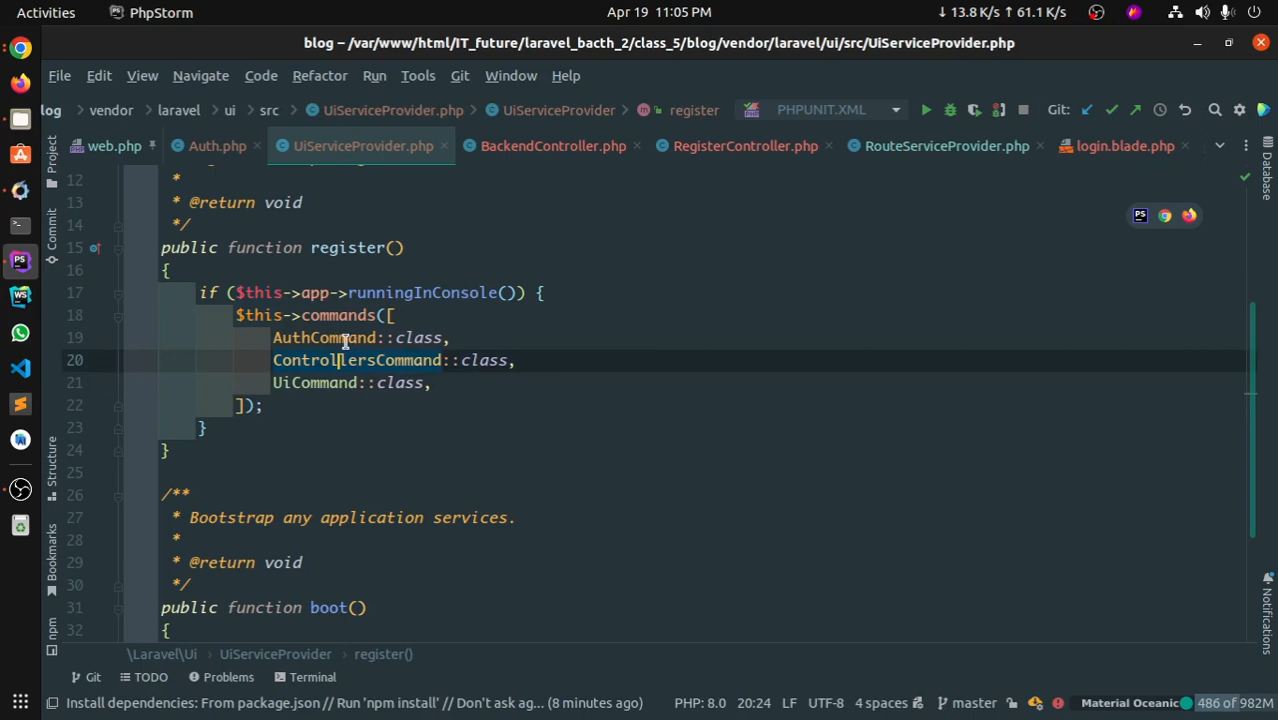 Activities PhpStorm Apr 19 11:05 PM ↓ 13.8 K/s ↑ 61.1 K/s
blog – /var/www/html/IT_future/laravel_bacth_2/class_5/blog/vendor/laravel/ui/src/UiServiceProvider.php
File Edit View Navigate Code Refactor Run Tools Git Window Help
log vendor laravel ui src UiServiceProvider.php UiServiceProvider register PHPUNIT.XML Git:
web.php Auth.php UiServiceProvider.php BackendController.php RegisterController.php RouteServiceProvider.php login.blade.php
12 *
13 * @return void
14 */
15 public function register()
16 {
17 if ($this->app->runningInConsole()) {
18 $this->commands([
19 AuthCommand::class,
20 ControllersCommand::class,
21 UiCommand::class,
22 ]);
23 }
24 }
25
26 /**
27 * Bootstrap any application services.
28 *
29 * @return void
30 */
31 public function boot()
32 {
Project
Commit
Structure
Bookmarks
npm
Database
Notifications
\Laravel\Ui UiServiceProvider register()
Git TODO Problems Terminal
Install dependencies: From package.json // Run 'npm install' // Don't ask ag... (8 minutes ago) PHP: 8.0 20:24 LF UTF-8 4 spaces master Material Oceanic 486 of 982M